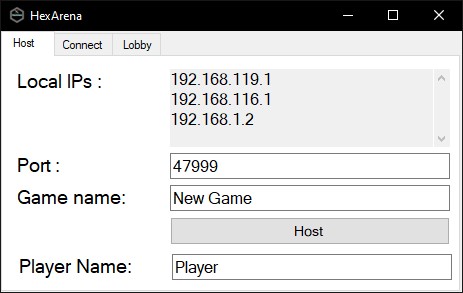 HexArena
Host Connect Lobby
Local IPs : 192.168.119.1
192.168.116.1
192.168.1.2
Port : 47999
Game name: New Game
Host
Player Name: Player